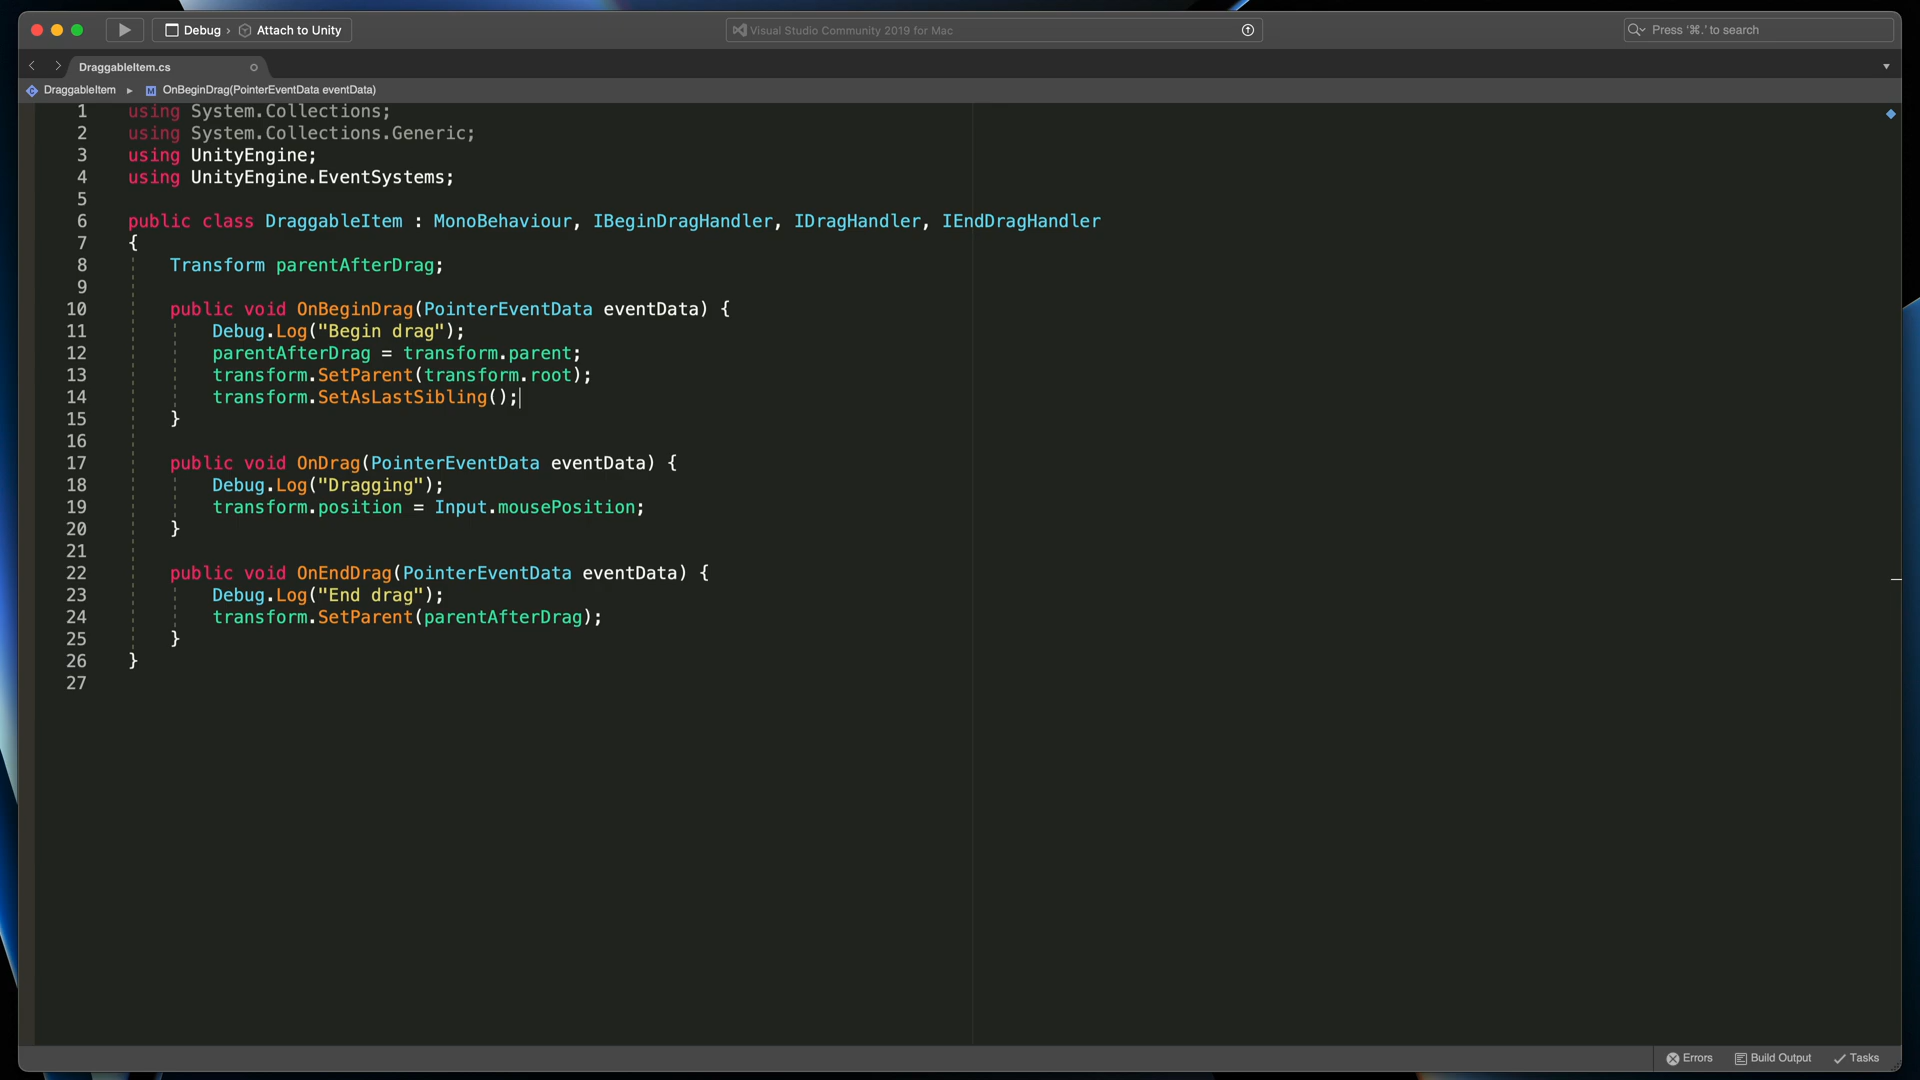 Debug › Attach to Unity
Visual Studio Community 2019 for Mac
Press '⌘.' to search
DraggableItem.cs
DraggableItem ▸ M OnBeginDrag(PointerEventData eventData)
1 using System.Collections;
2 using System.Collections.Generic;
3 using UnityEngine;
4 using UnityEngine.EventSystems;
5
6 public class DraggableItem : MonoBehaviour, IBeginDragHandler, IDragHandler, IEndDragHandler
7 {
8 Transform parentAfterDrag;
9
10 public void OnBeginDrag(PointerEventData eventData) {
11 Debug.Log("Begin drag");
12 parentAfterDrag = transform.parent;
13 transform.SetParent(transform.root);
14 transform.SetAsLastSibling();
15 }
16
17 public void OnDrag(PointerEventData eventData) {
18 Debug.Log("Dragging");
19 transform.position = Input.mousePosition;
20 }
21
22 public void OnEndDrag(PointerEventData eventData) {
23 Debug.Log("End drag");
24 transform.SetParent(parentAfterDrag);
25 }
26 }
27
Errors Build Output Tasks